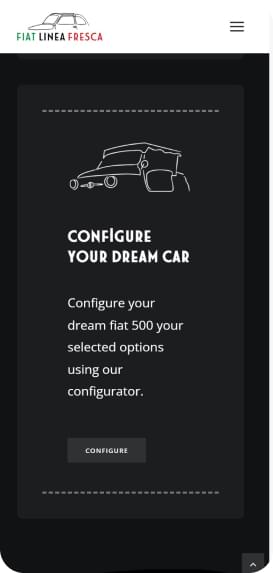 FIAT LINEA FRESCA
CONFIGURE
YOUR DREAM CAR
Configure your
dream fiat 500 your
selected options
using our
configurator.
CONFIGURE